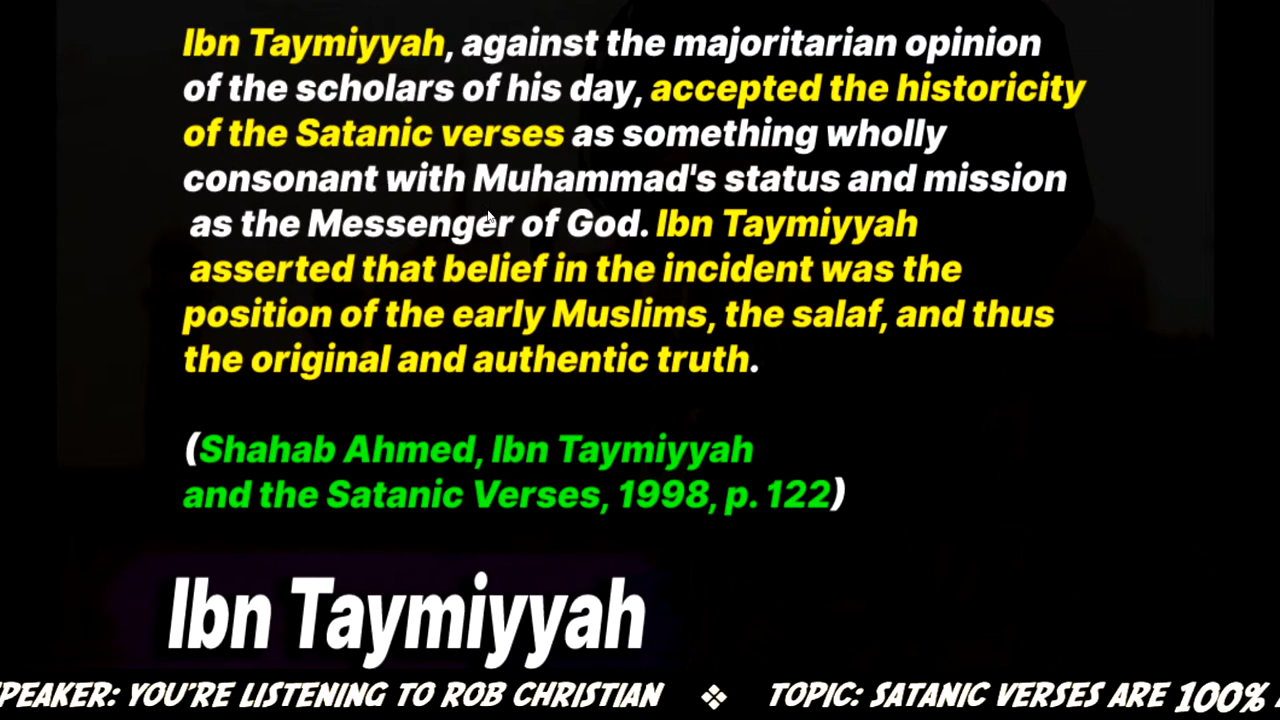 Ibn Taymiyyah, against the majoritarian opinion
of the scholars of his day, accepted the historicity
of the Satanic verses as something wholly
consonant with Muhammad's status and mission
as the Messenger of God. Ibn Taymiyyah
asserted that belief in the incident was the
position of the early Muslims, the salaf, and thus
the original and authentic truth.
(Shahab Ahmed, Ibn Taymiyyah
and the Satanic Verses, 1998, p. 122)
Ibn Taymiyyah
SPEAKER: YOU'RE LISTENING TO ROB CHRISTIAN ❖ TOPIC: SATANIC VERSES ARE 100%